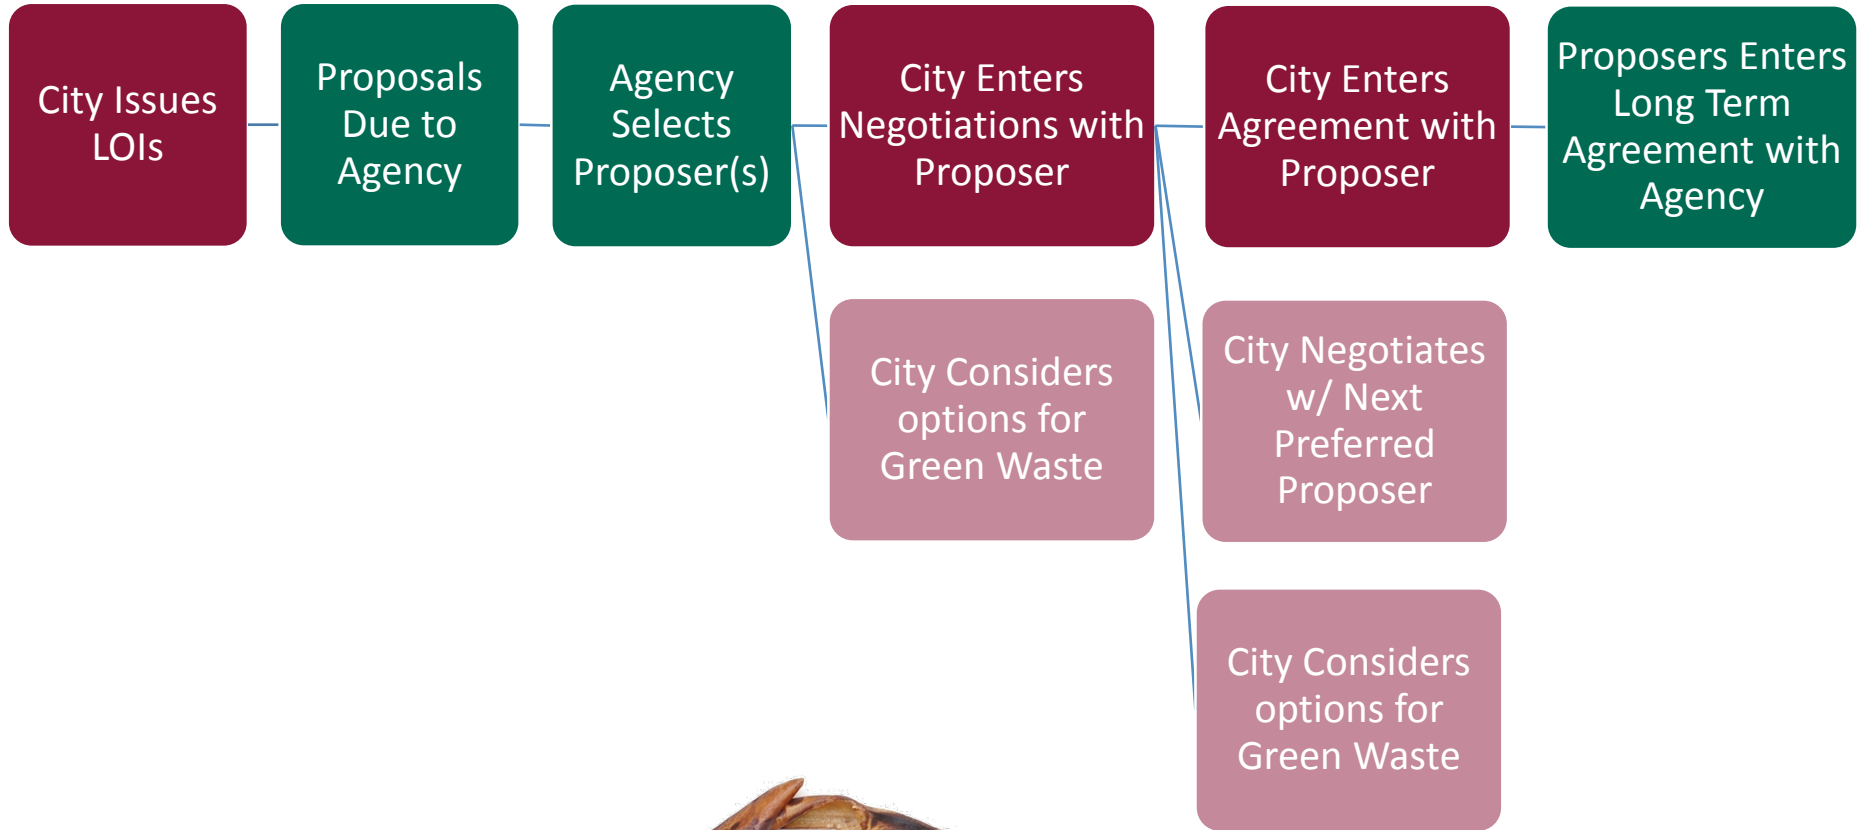 City Issues
LOIs
Proposals
Due to
Agency
Agency
Selects
Proposer(s)
City Enters
Negotiations with
Proposer
City Enters
Agreement with
Proposer
Proposers Enters
Long Term
Agreement with
Agency
City Considers
options for
Green Waste
City Negotiates
w/ Next
Preferred
Proposer
City Considers
options for
Green Waste